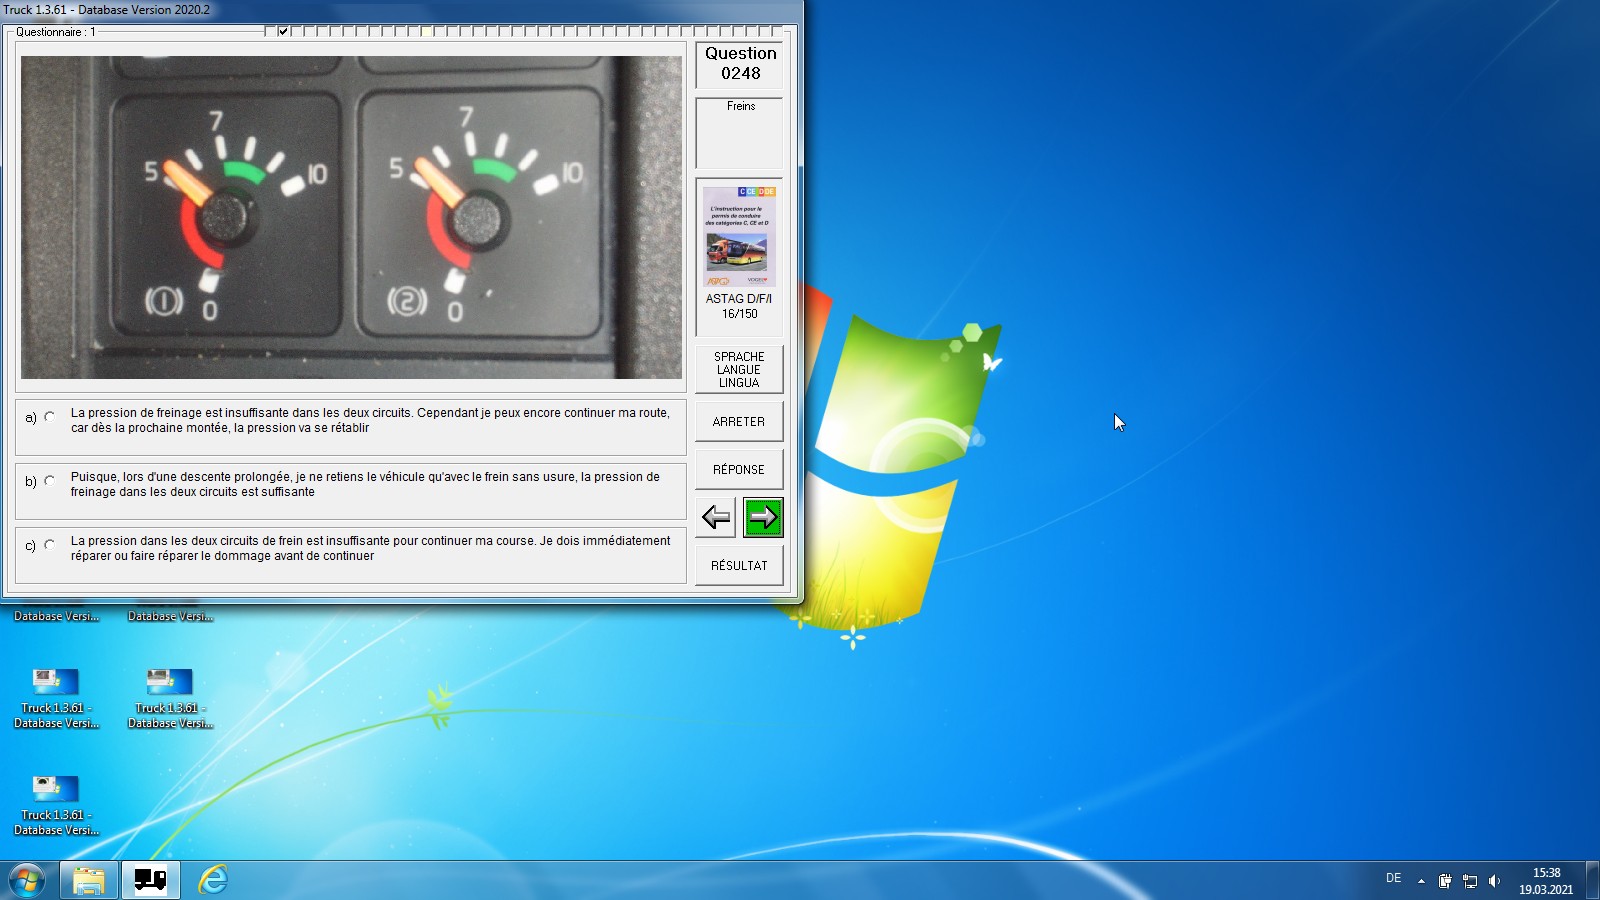 Truck 1.3.61 - Database Version 2020.2
Questionnaire : 1
5
7
10
0
5
7
10
0
1
2
Question
0248
Freins
C CE D DE
L'instruction pour le
permis de conduire
des catégories C, CE et D
ASTAG D/F/I
16/150
SPRACHE
LANGUE
LINGUA
ARRETER
RÉPONSE
RÉSULTAT
a)
La pression de freinage est insuffisante dans les deux circuits. Cependant je peux encore continuer ma route,
car dès la prochaine montée, la pression va se rétablir
b)
Puisque, lors d'une descente prolongée, je ne retiens le véhicule qu'avec le frein sans usure, la pression de
freinage dans les deux circuits est suffisante
c)
La pression dans les deux circuits de frein est insuffisante pour continuer ma course. Je dois immédiatement
réparer ou faire réparer le dommage avant de continuer
Database Versi...
Database Versi...
Truck 1.3.61 -
Database Versi...
Truck 1.3.61 -
Database Versi...
Truck 1.3.61 -
Database Versi...
DE
15:38
19.03.2021